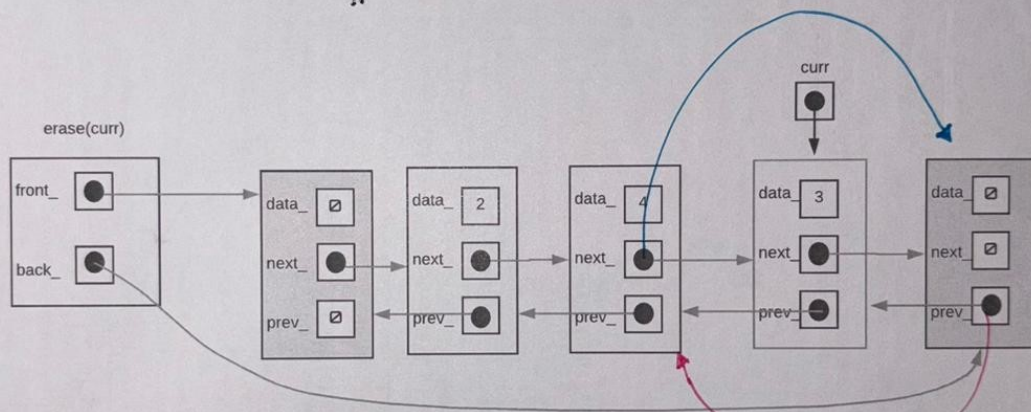 curr
erase(curr)
front_
back_
data_ ∅
next_
prev_ ∅
data_ 2
next_
prev_
data_ 4
next_
prev_
data_ 3
next_
prev_
data_ ∅
next_ ∅
prev_